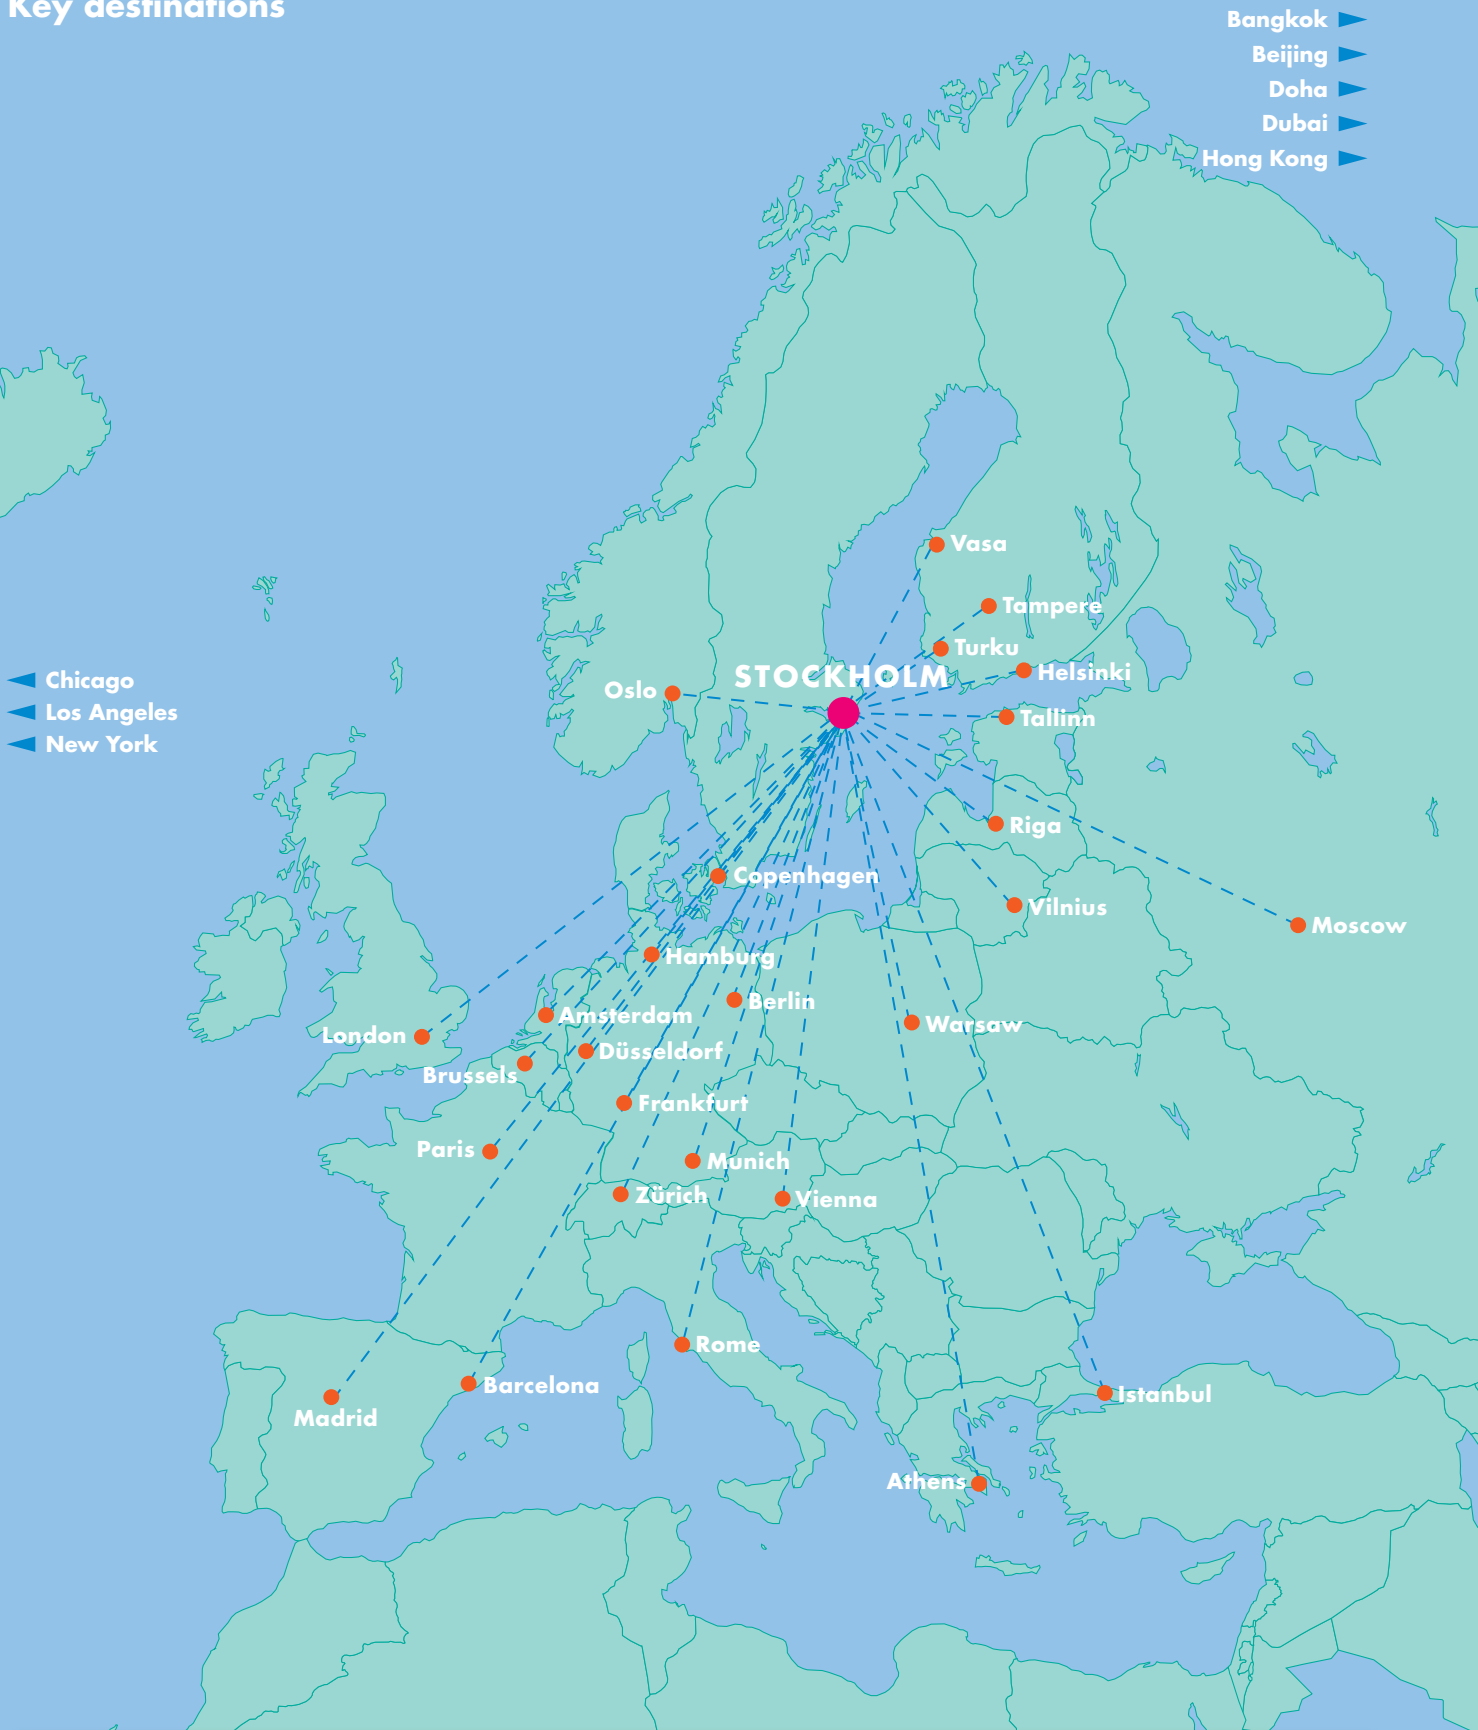 Key destinations
Bangkok
Beijing
Doha
Dubai
Hong Kong
Vasa
Tampere
Turku
STOCKHOLM
Helsinki
Oslo
Chicago
Los Angeles
New York
Tallinn
Riga
Copenhagen
Vilnius
Moscow
Hamburg
Berlin
Amsterdam
London
Warsaw
Düsseldorf
Brussels
Frankfurt
Paris
Munich
Zürich
Vienna
Rome
Barcelona
Madrid
Istanbul
Athens